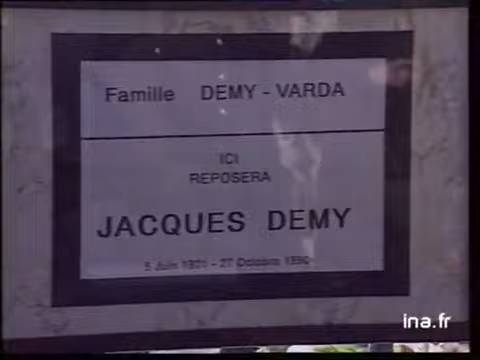 Famille DEMY - VARDA
ICI
REPOSERA
JACQUES DEMY
5 Juin 1931 - 27 Octobre 1990
ina.fr